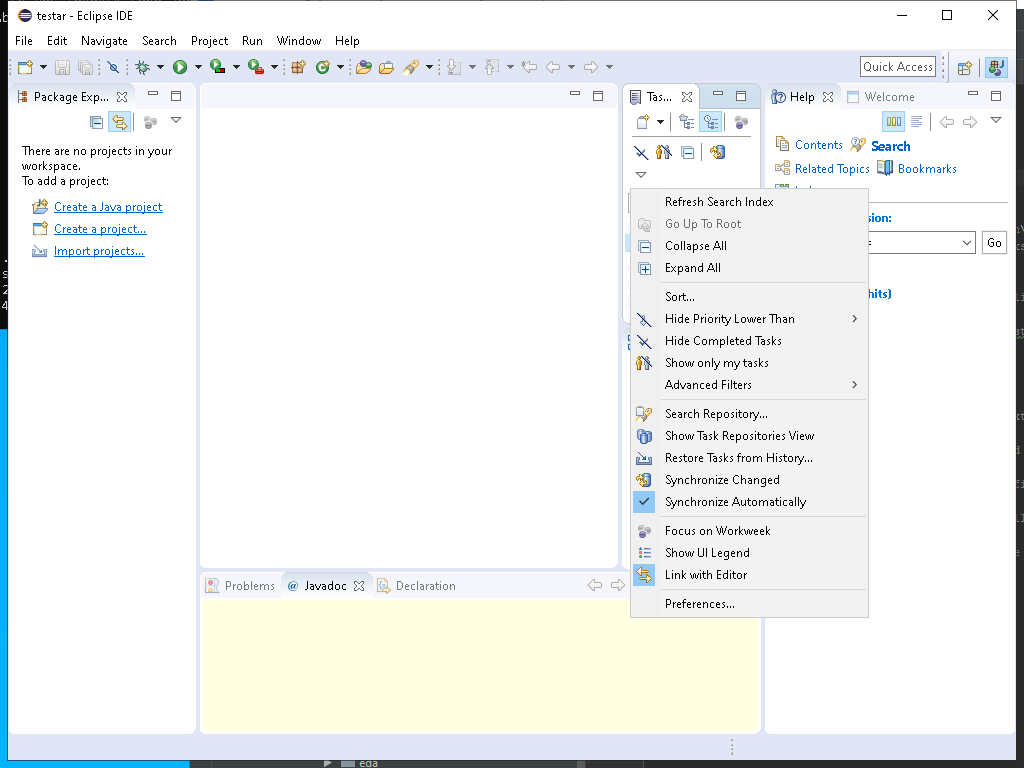 testar - Eclipse IDE
File Edit Navigate Search Project Run Window Help
Quick Access
Package Exp...
Tas...
Help
Welcome
There are no projects in your
workspace.
To add a project:
Create a Java project
Create a project...
Import projects...
Contents
Search
Related Topics
Bookmarks
sion:
Go
hits)
Refresh Search Index
Go Up To Root
Collapse All
Expand All
Sort...
Hide Priority Lower Than
Hide Completed Tasks
Show only my tasks
Advanced Filters
Search Repository...
Show Task Repositories View
Restore Tasks from History...
Synchronize Changed
Synchronize Automatically
Focus on Workweek
Show UI Legend
Link with Editor
Preferences...
Problems
@ Javadoc
Declaration
eda